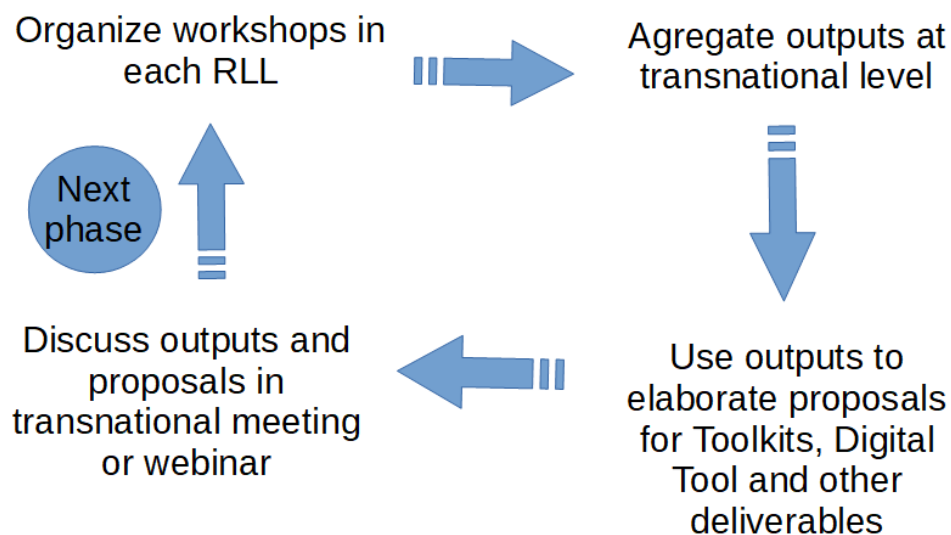 Organize workshops in
each RLL
Agregate outputs at
transnational level
Next
phase
Discuss outputs and
proposals in
transnational meeting
or webinar
Use outputs to
elaborate proposals
for Toolkits, Digital
Tool and other
deliverables